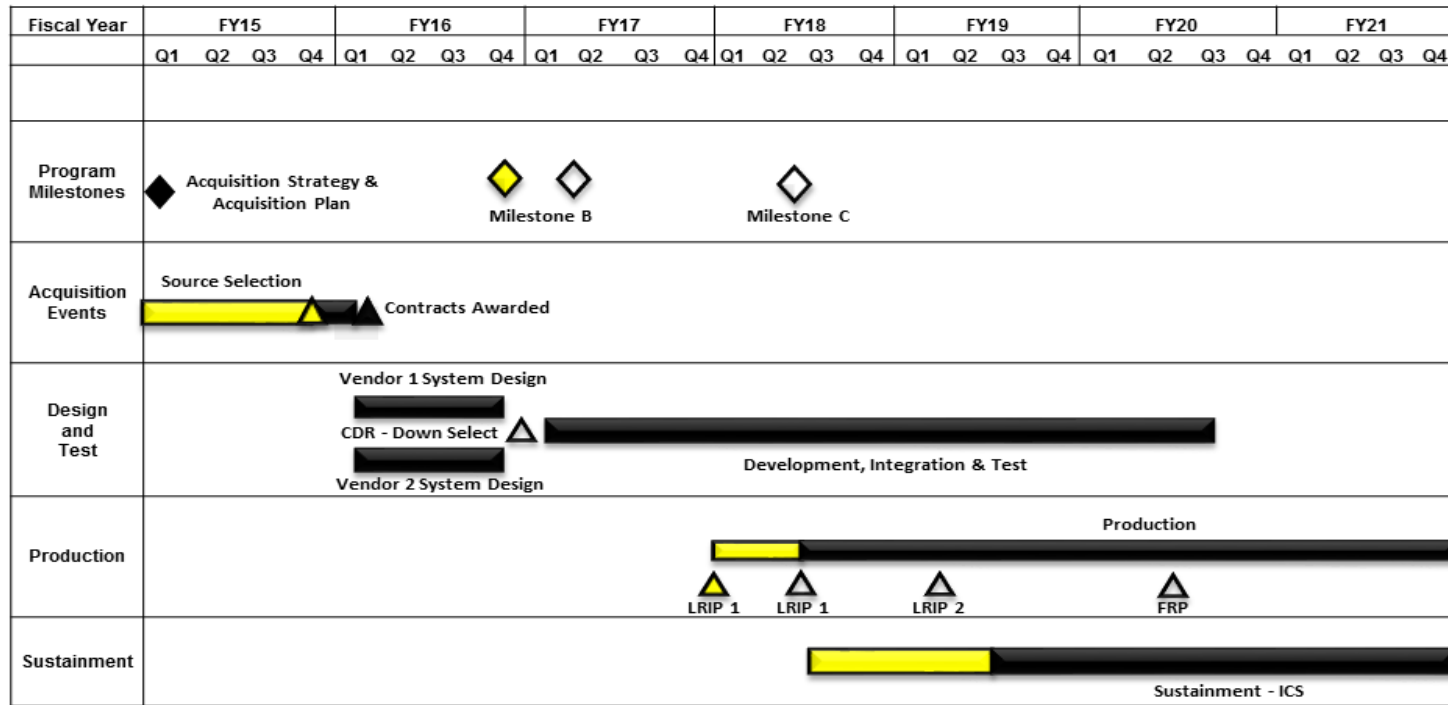 Fiscal Year FY15 FY16 FY17 FY18 FY19 FY20 FY21
Q1 Q2 Q3 Q4 Q1 Q2 Q3 Q4 Q1 Q2 Q3 Q4 Q1 Q2 Q3 Q4 Q1 Q2 Q3 Q4 Q1 Q2 Q3 Q4 Q1 Q2 Q3 Q4
Program
Milestones
Acquisition Strategy &
Acquisition Plan
Milestone B
Milestone C
Acquisition
Events
Source Selection
Contracts Awarded
Design
and
Test
Vendor 1 System Design
CDR - Down Select
Vendor 2 System Design
Development, Integration & Test
Production
Production
LRIP 1 LRIP 1 LRIP 2 FRP
Sustainment
Sustainment - ICS